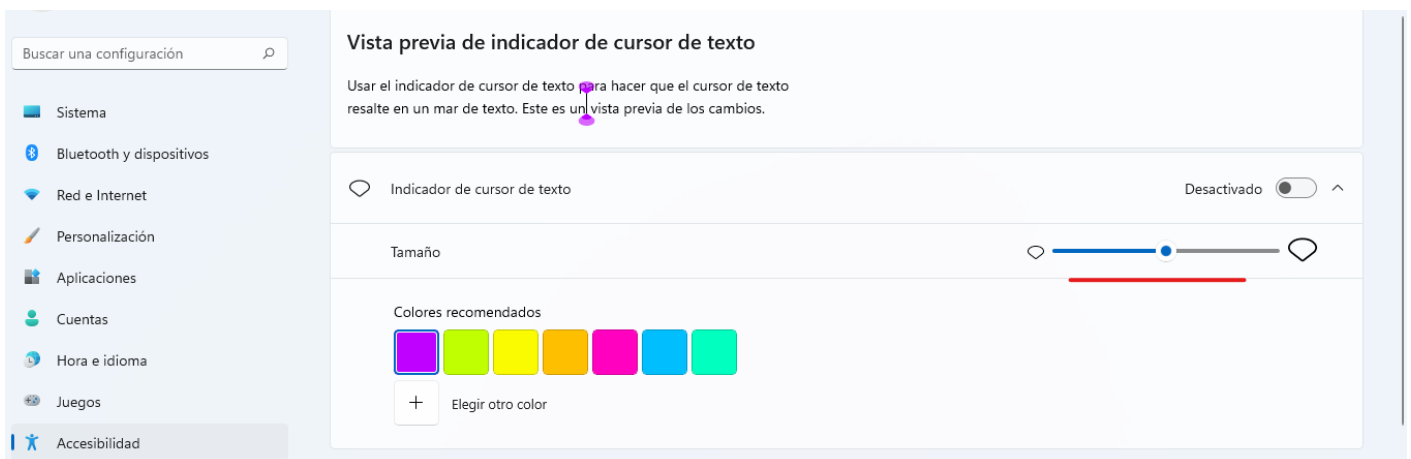 Buscar una configuración
Sistema
Bluetooth y dispositivos
Red e Internet
Personalización
Aplicaciones
Cuentas
Hora e idioma
Juegos
Accesibilidad
Vista previa de indicador de cursor de texto
Usar el indicador de cursor de texto para hacer que el cursor de texto
resalte en un mar de texto. Este es un vista previa de los cambios.
Indicador de cursor de texto
Desactivado
Tamaño
Colores recomendados
Elegir otro color